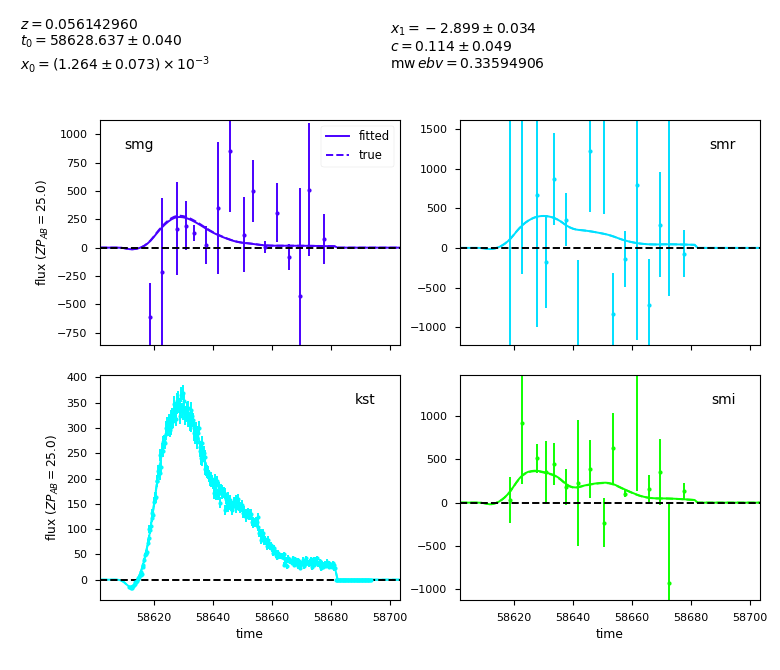 z = 0.056142960
t₀ = 58628.637 ± 0.040
x₀ = (1.264 ± 0.073) × 10⁻³
x₁ = −2.899 ± 0.034
c = 0.114 ± 0.049
mw ebv = 0.33594906
smg
fitted
true
1000
750
500
250
0
−250
−500
−750
flux (ZP_AB = 25.0)
smr
1500
1000
500
0
−500
−1000
kst
400
350
300
250
200
150
100
50
0
flux (ZP_AB = 25.0)
58620 58640 58660 58680 58700
time
smi
1000
500
0
−500
−1000
58620 58640 58660 58680 58700
time